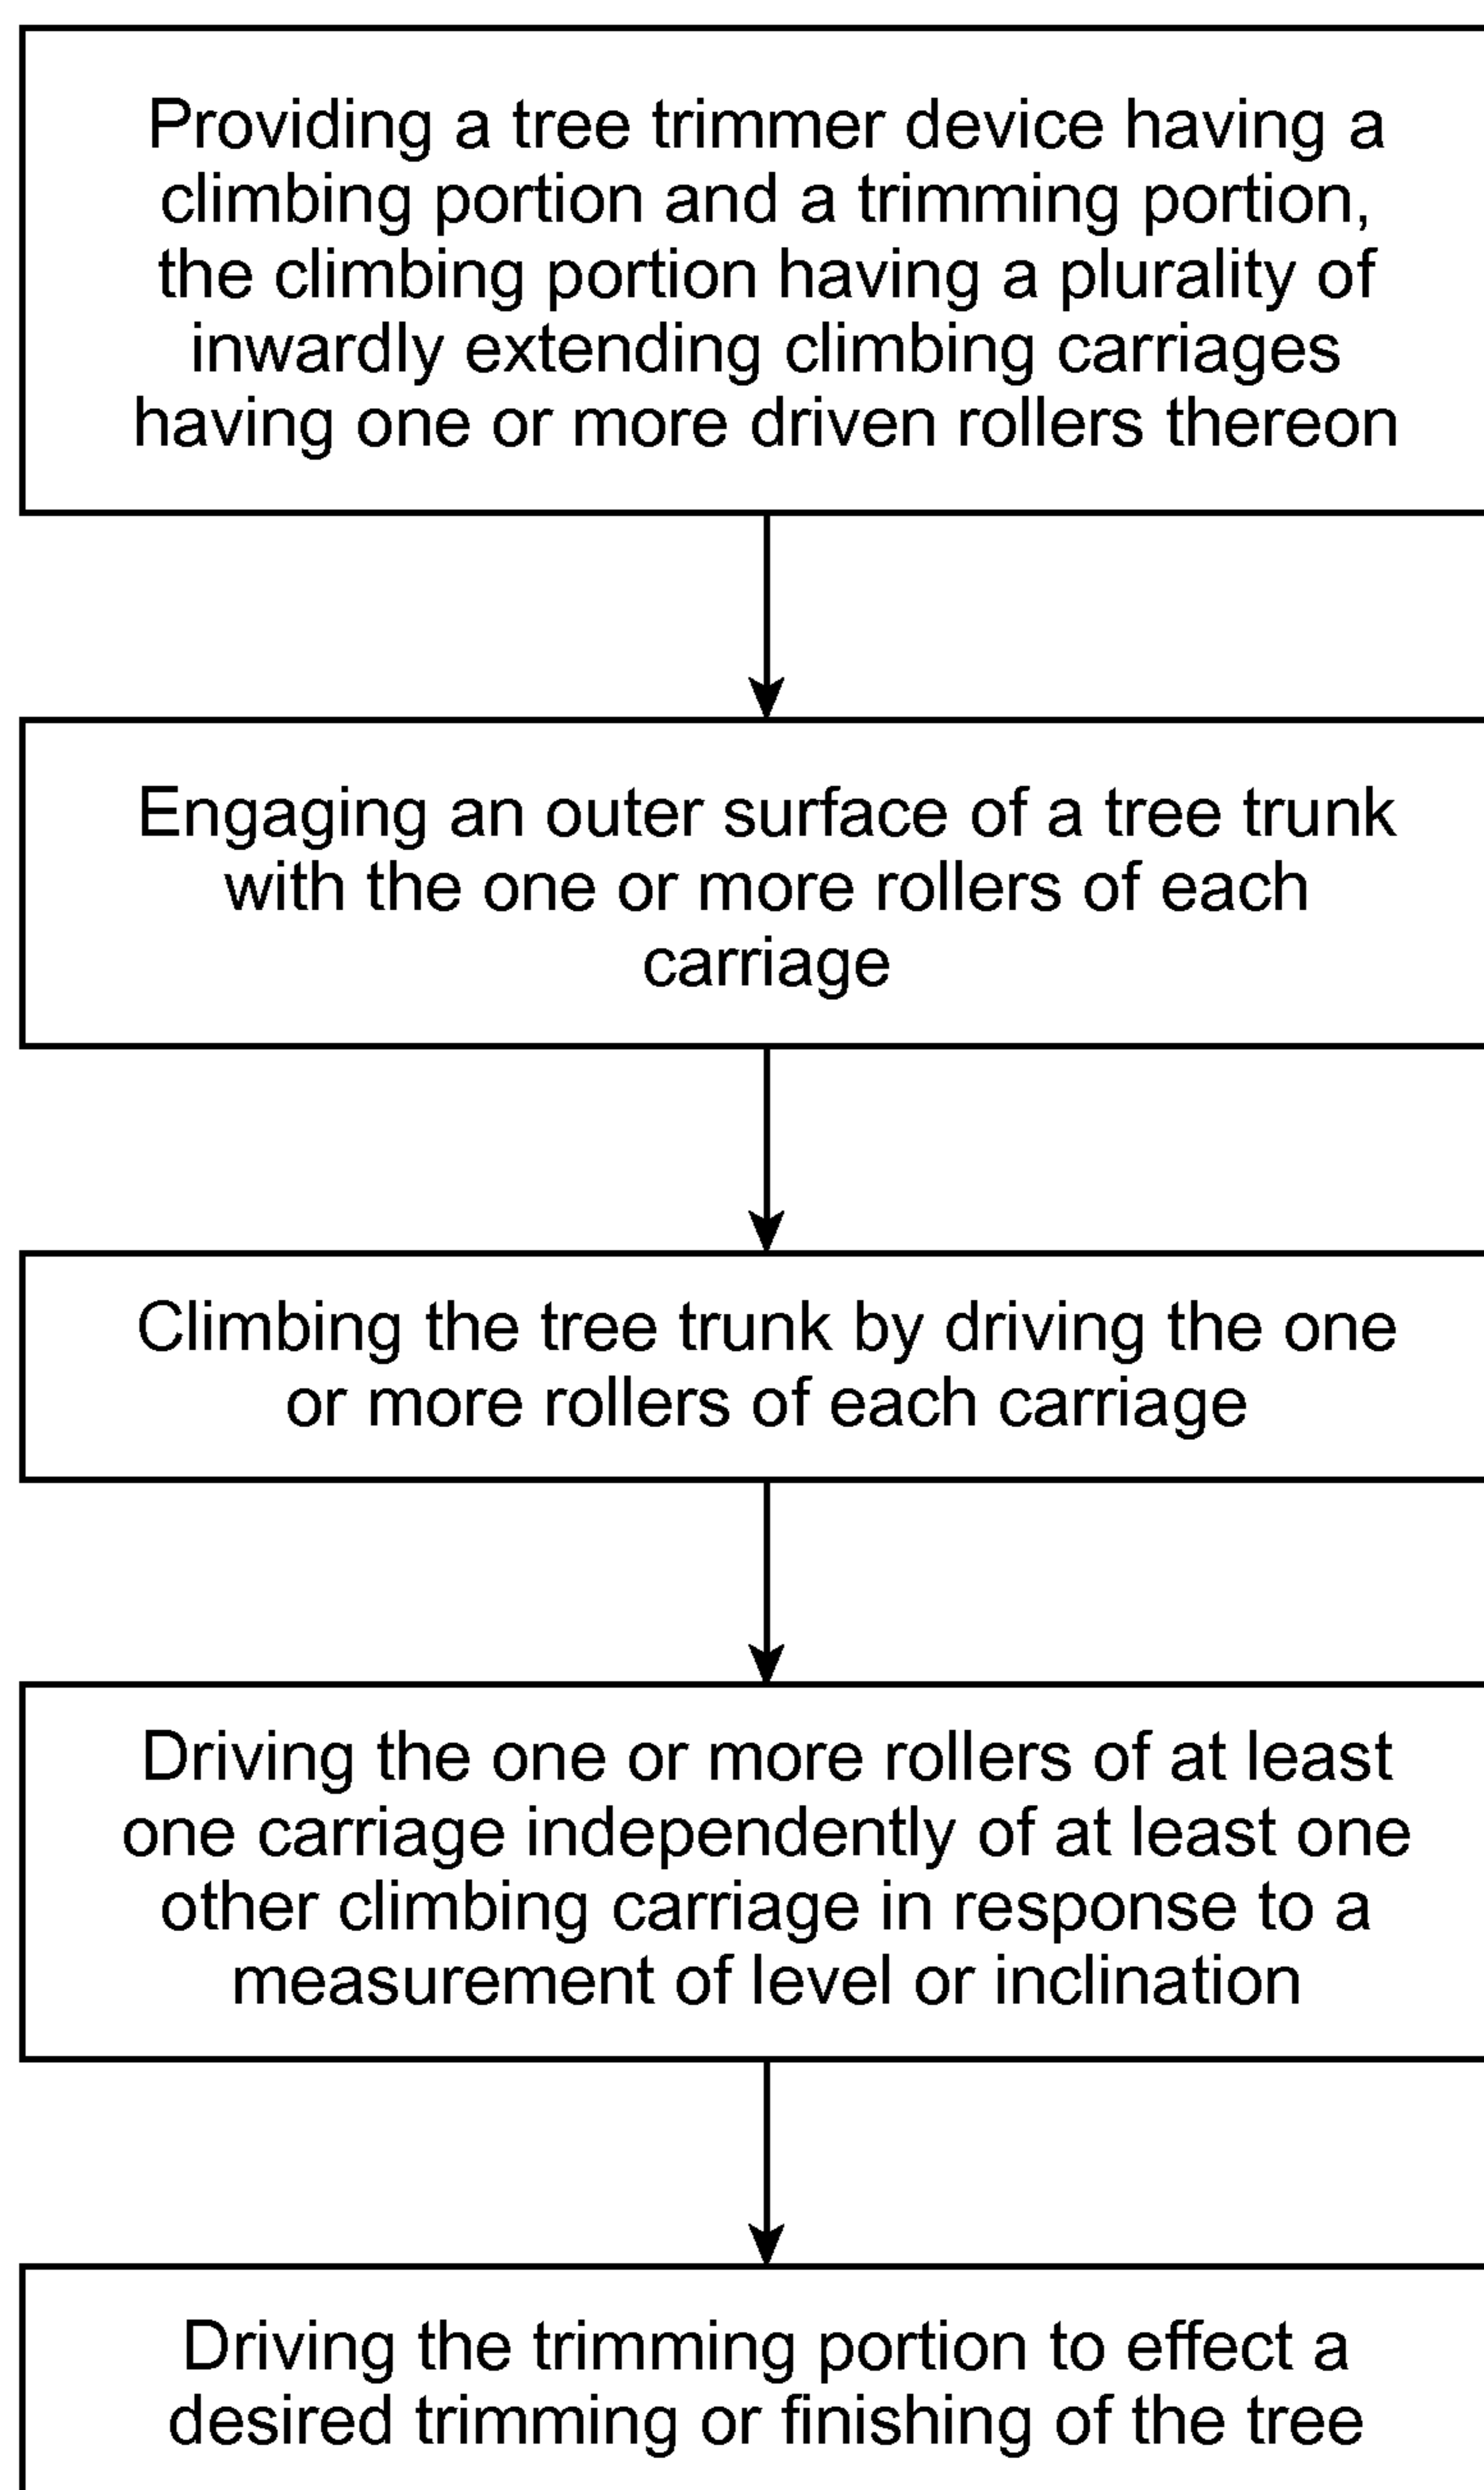 Providing a tree trimmer device having a
climbing portion and a trimming portion,
the climbing portion having a plurality of
inwardly extending climbing carriages
having one or more driven rollers thereon
Engaging an outer surface of a tree trunk
with the one or more rollers of each
carriage
Climbing the tree trunk by driving the one
or more rollers of each carriage
Driving the one or more rollers of at least
one carriage independently of at least one
other climbing carriage in response to a
measurement of level or inclination
Driving the trimming portion to effect a
desired trimming or finishing of the tree